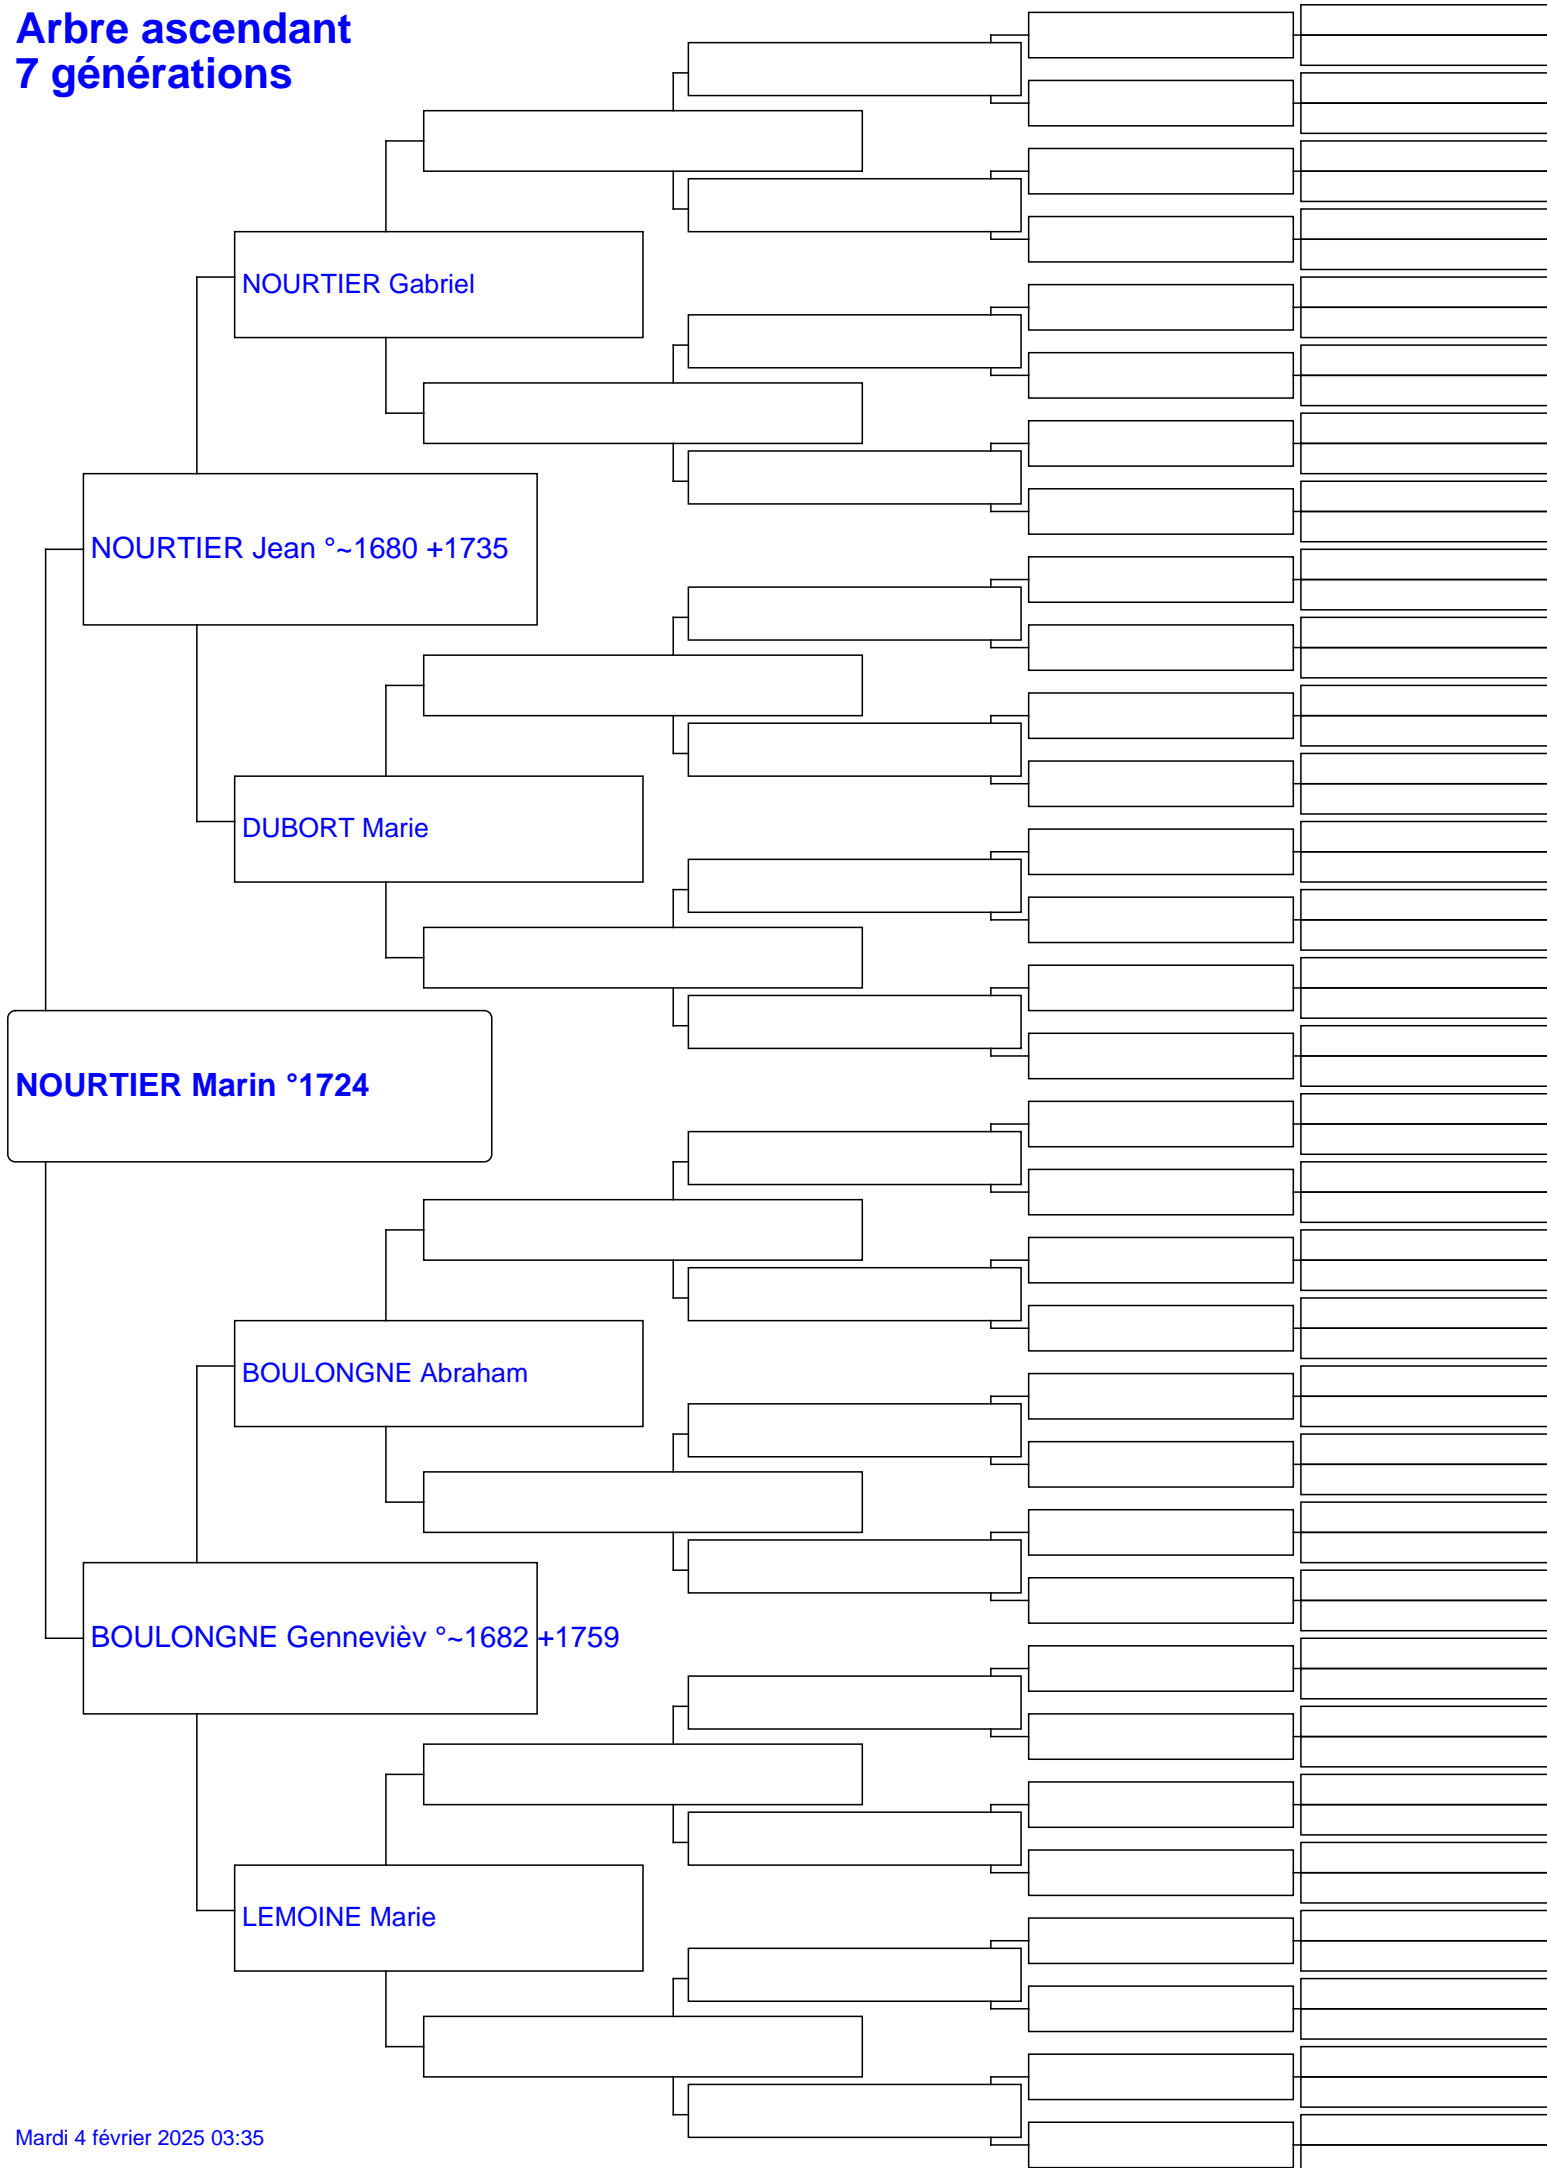 Arbre ascendant
7 générations
NOURTIER Gabriel
NOURTIER Jean °~1680 +1735
DUBORT Marie
NOURTIER Marin °1724
BOULONGNE Abraham
BOULONGNE Gennevièv °~1682 +1759
LEMOINE Marie
Mardi 4 février 2025 03:35